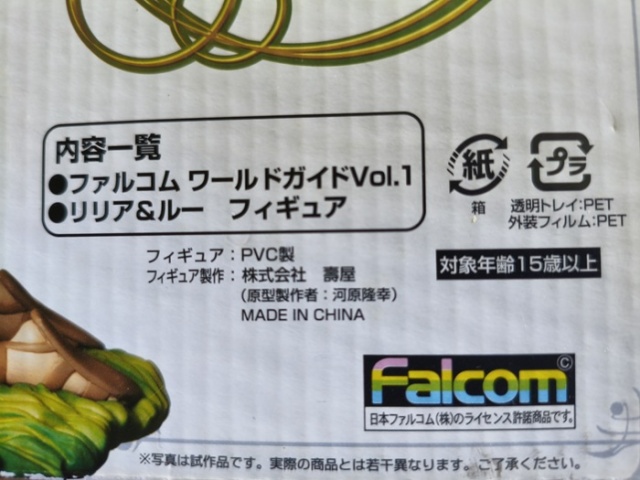 内容一覧
●ファルコム ワールドガイドVol.1
●リリア&ルー　フィギュア
紙
箱
プラ
透明トレイ:PET
外装フィルム:PET
フィギュア：PVC製
フィギュア製作：株式会社　壽屋
(原型製作者：河原隆幸)
MADE IN CHINA
対象年齢15歳以上
Falcom ©
日本ファルコム(株)のライセンス許諾商品です。
※写真は試作品です。実際の商品とは若干異なります。ご了承ください。